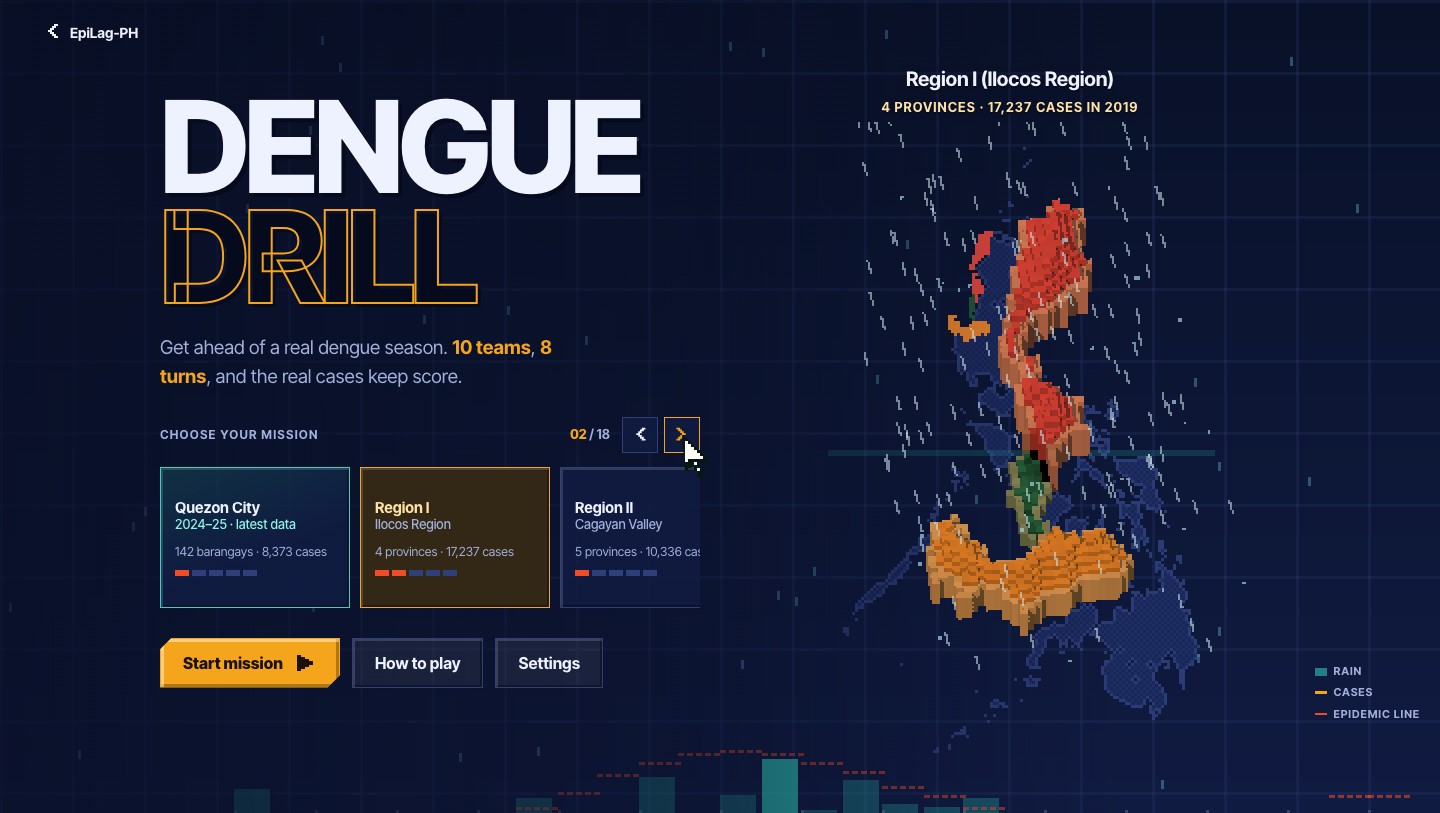 EpiLag-PH
DENGUE
DRILL
Get ahead of a real dengue season. 10 teams, 8
turns, and the real cases keep score.
CHOOSE YOUR MISSION
02 / 18
Quezon City
2024–25 · latest data
142 barangays · 8,373 cases
Region I
Ilocos Region
4 provinces · 17,237 cases
Region II
Cagayan Valley
5 provinces · 10,336 cas
Start mission
How to play
Settings
Region I (Ilocos Region)
4 PROVINCES · 17,237 CASES IN 2019
RAIN
CASES
EPIDEMIC LINE